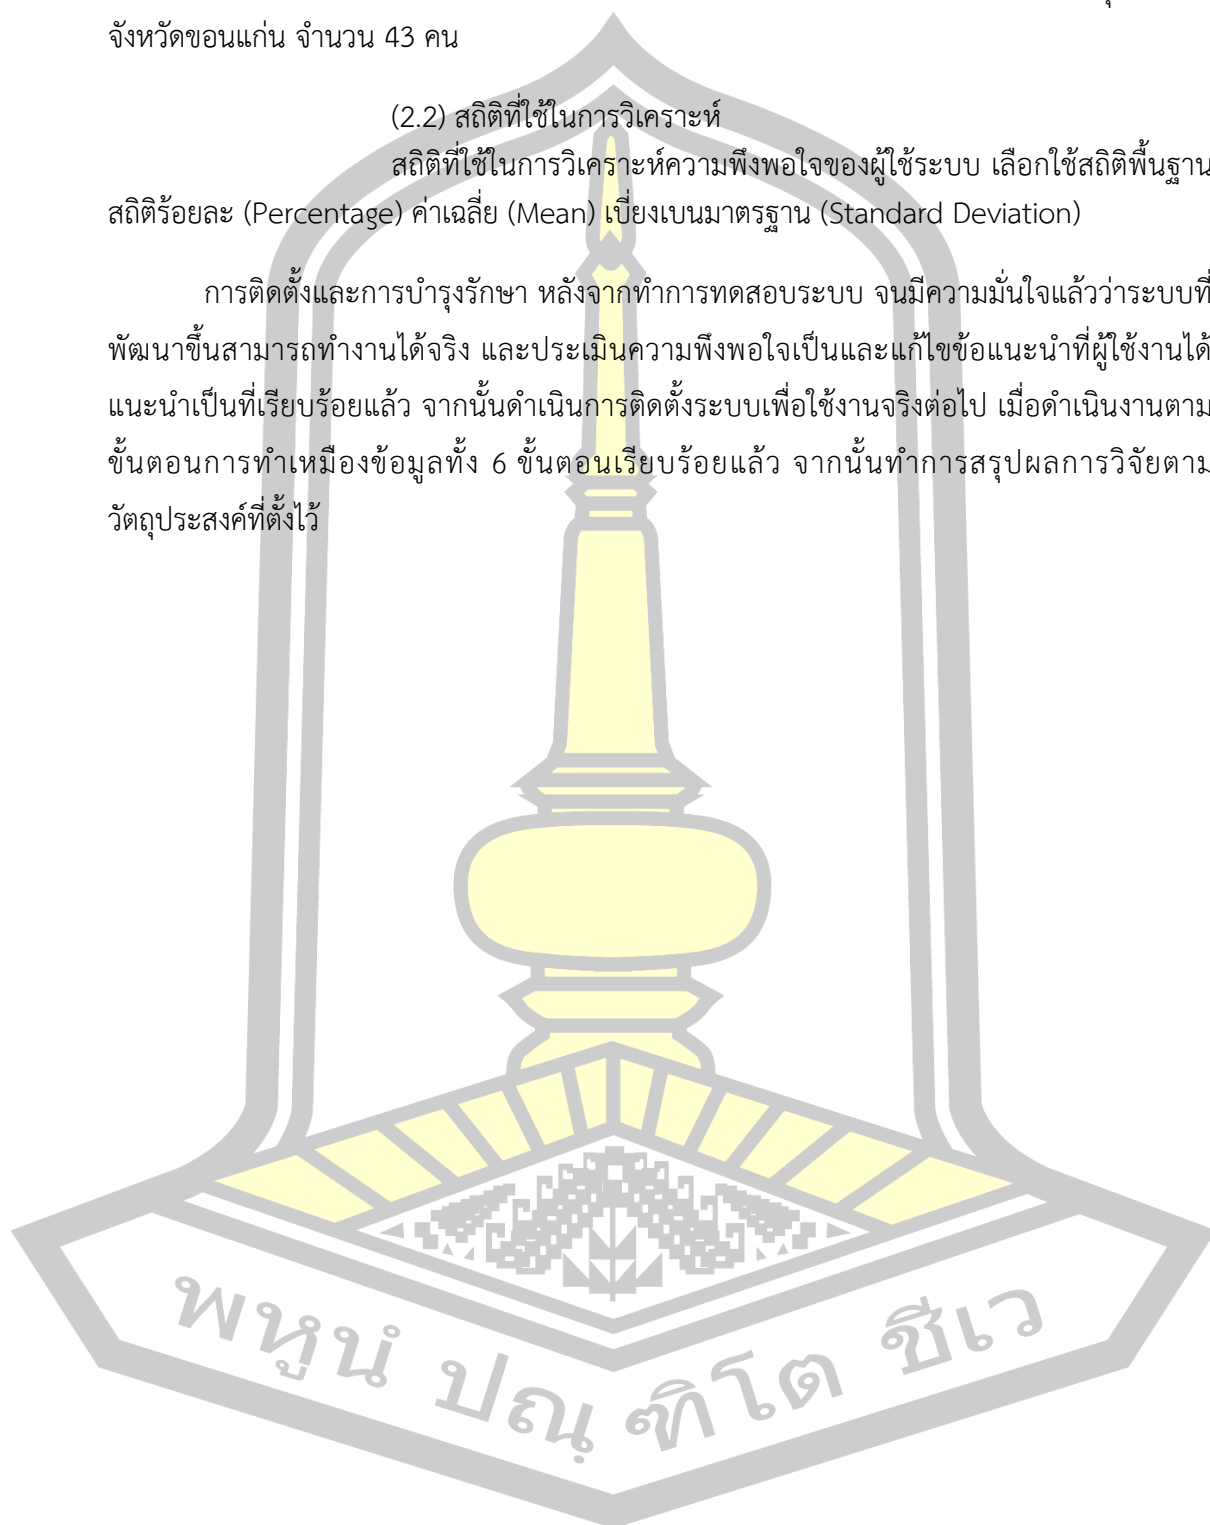 จังหวัดขอนแก่น จำนวน 43 คน
(2.2) สถิติที่ใช้ในการวิเคราะห์
สถิติที่ใช้ในการวิเคราะห์ความพึงพอใจของผู้ใช้ระบบ เลือกใช้สถิติพื้นฐาน
สถิติร้อยละ (Percentage) ค่าเฉลี่ย (Mean) เบี่ยงเบนมาตรฐาน (Standard Deviation)
การติดตั้งและการบำรุงรักษา หลังจากทำการทดสอบระบบ จนมีความมั่นใจแล้วว่าระบบที่
พัฒนาขึ้นสามารถทำงานได้จริง และประเมินความพึงพอใจเป็นและแก้ไขข้อแนะนำที่ผู้ใช้งานได้
แนะนำเป็นที่เรียบร้อยแล้ว จากนั้นดำเนินการติดตั้งระบบเพื่อใช้งานจริงต่อไป เมื่อดำเนินงานตาม
ขั้นตอนการทำเหมืองข้อมูลทั้ง 6 ขั้นตอนเรียบร้อยแล้ว จากนั้นทำการสรุปผลการวิจัยตาม
วัตถุประสงค์ที่ตั้งไว้
พหูนํ ปณฺฑิโต ชีเว